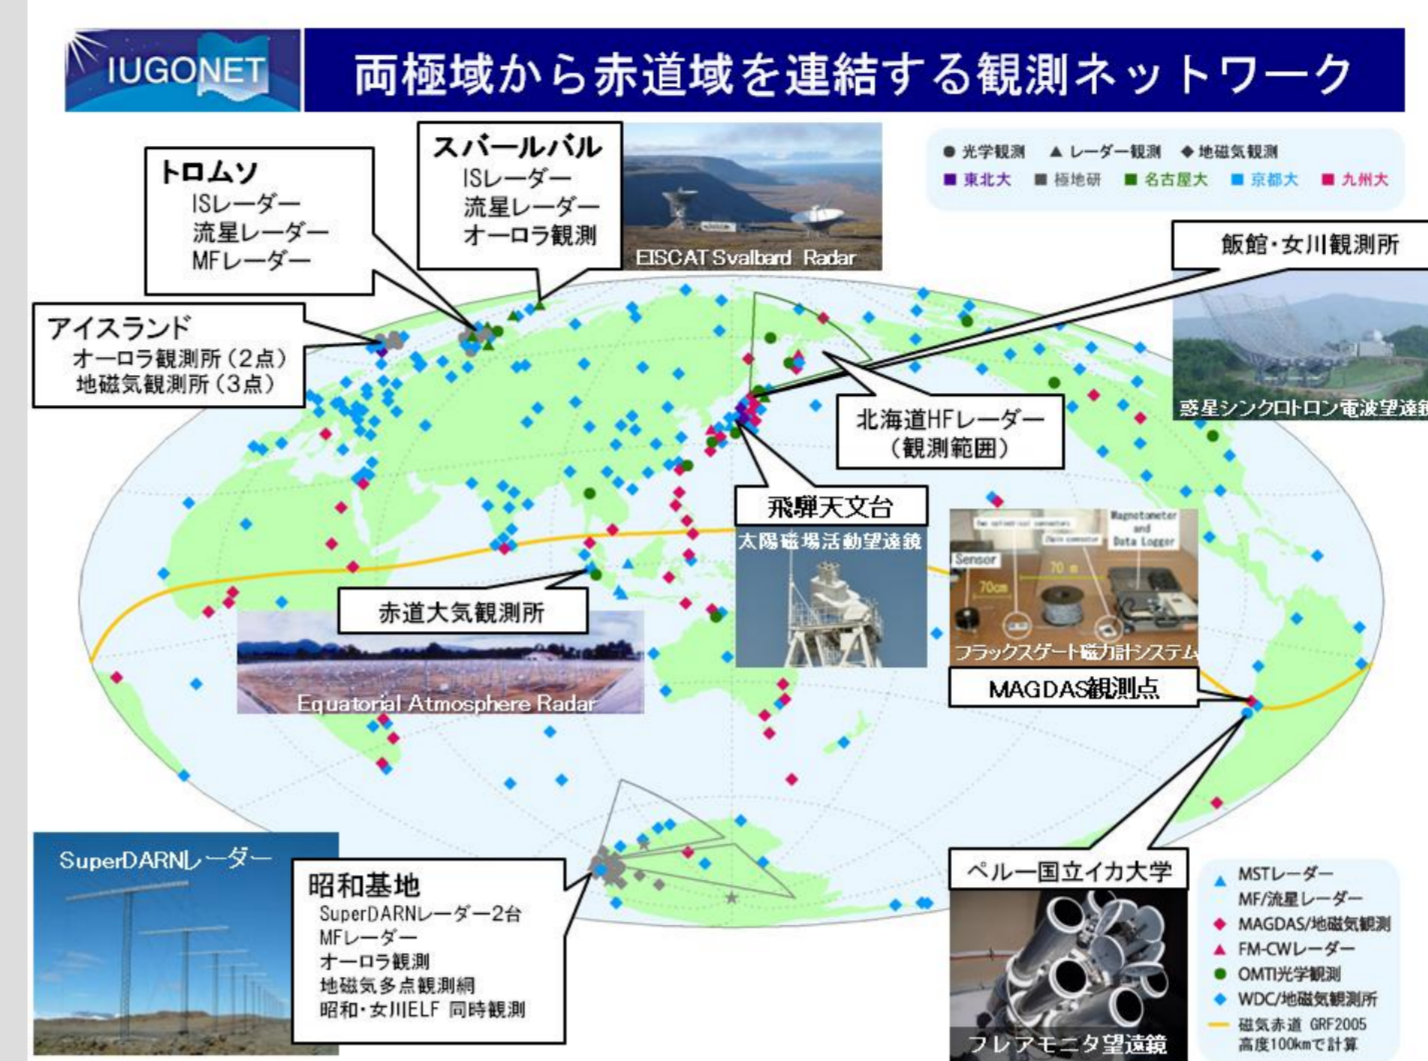 IUGONET
両極域から赤道域を連結する観測ネットワーク
トロムソ
ISレーダー
流星レーダー
MFレーダー
スバールバル
ISレーダー
流星レーダー
オーロラ観測
EISCAT Svalbard Radar
● 光学観測 ▲ レーダー観測 ◆ 地磁気観測
■ 東北大 ■ 極地研 ■ 名古屋大 ■ 京都大 ■ 九州大
飯館・女川観測所
惑星シンクロトロン電波望遠鏡
アイスランド
オーロラ観測所(2点)
地磁気観測所(3点)
北海道HFレーダー
(観測範囲)
飛騨天文台
太陽磁場活動望遠鏡
Magnetometer
and
Data Logger
Sensor
70 m
70cm
フラックスゲート磁力計システム
MAGDAS観測点
赤道大気観測所
Equatorial Atmosphere Radar
SuperDARNレーダー
昭和基地
SuperDARNレーダー2台
MFレーダー
オーロラ観測
地磁気多点観測網
昭和・女川ELF 同時観測
ペルー国立イカ大学
フレアモニタ望遠鏡
MSTレーダー
MF/流星レーダー
MAGDAS/地磁気観測
FM-CWレーダー
OMTI光学観測
WDC/地磁気観測所
磁気赤道 GRF2005
高度100kmで計算